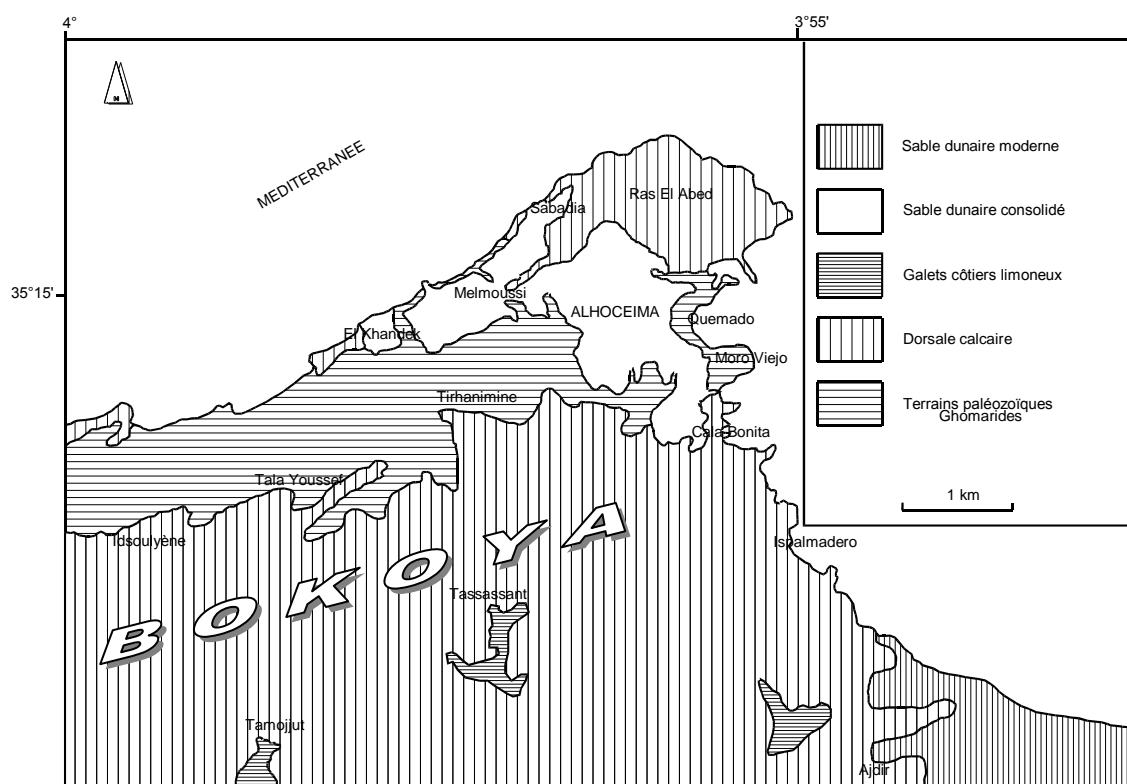 4°
3°55'
N
MEDITERRANEE
35°15'
Sabadia
Ras El Abed
Melmoussi
ALHOCEIMA
Quemado
El Khandek
Moro Viejo
Tirhanimine
Cala Bonita
Tala Youssef
Idsoulyène
Ispalmadero
BOKOYA
Tassassant
Tamojjut
Ajdir
Sable dunaire moderne
Sable dunaire consolidé
Galets côtiers limoneux
Dorsale calcaire
Terrains paléozoïques
Ghomarides
1 km